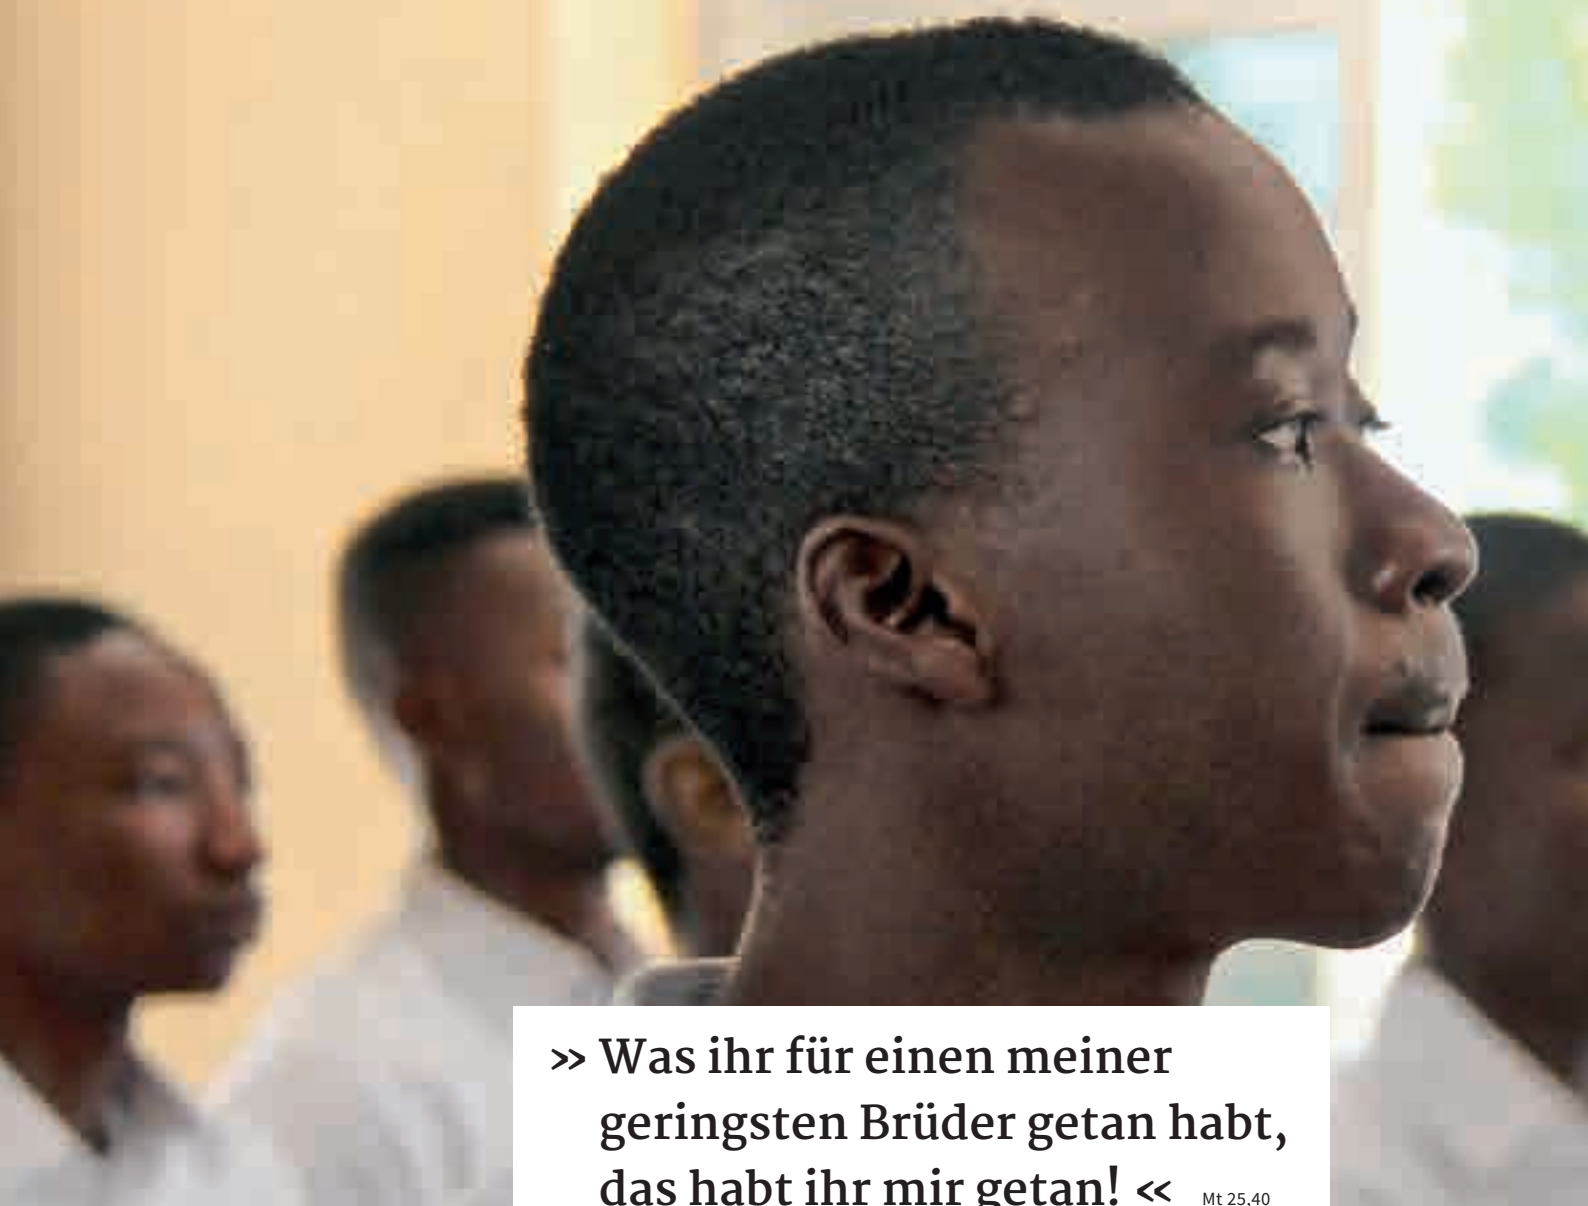 » Was ihr für einen meiner
geringsten Brüder getan habt,
das habt ihr mir getan! « Mt 25,40